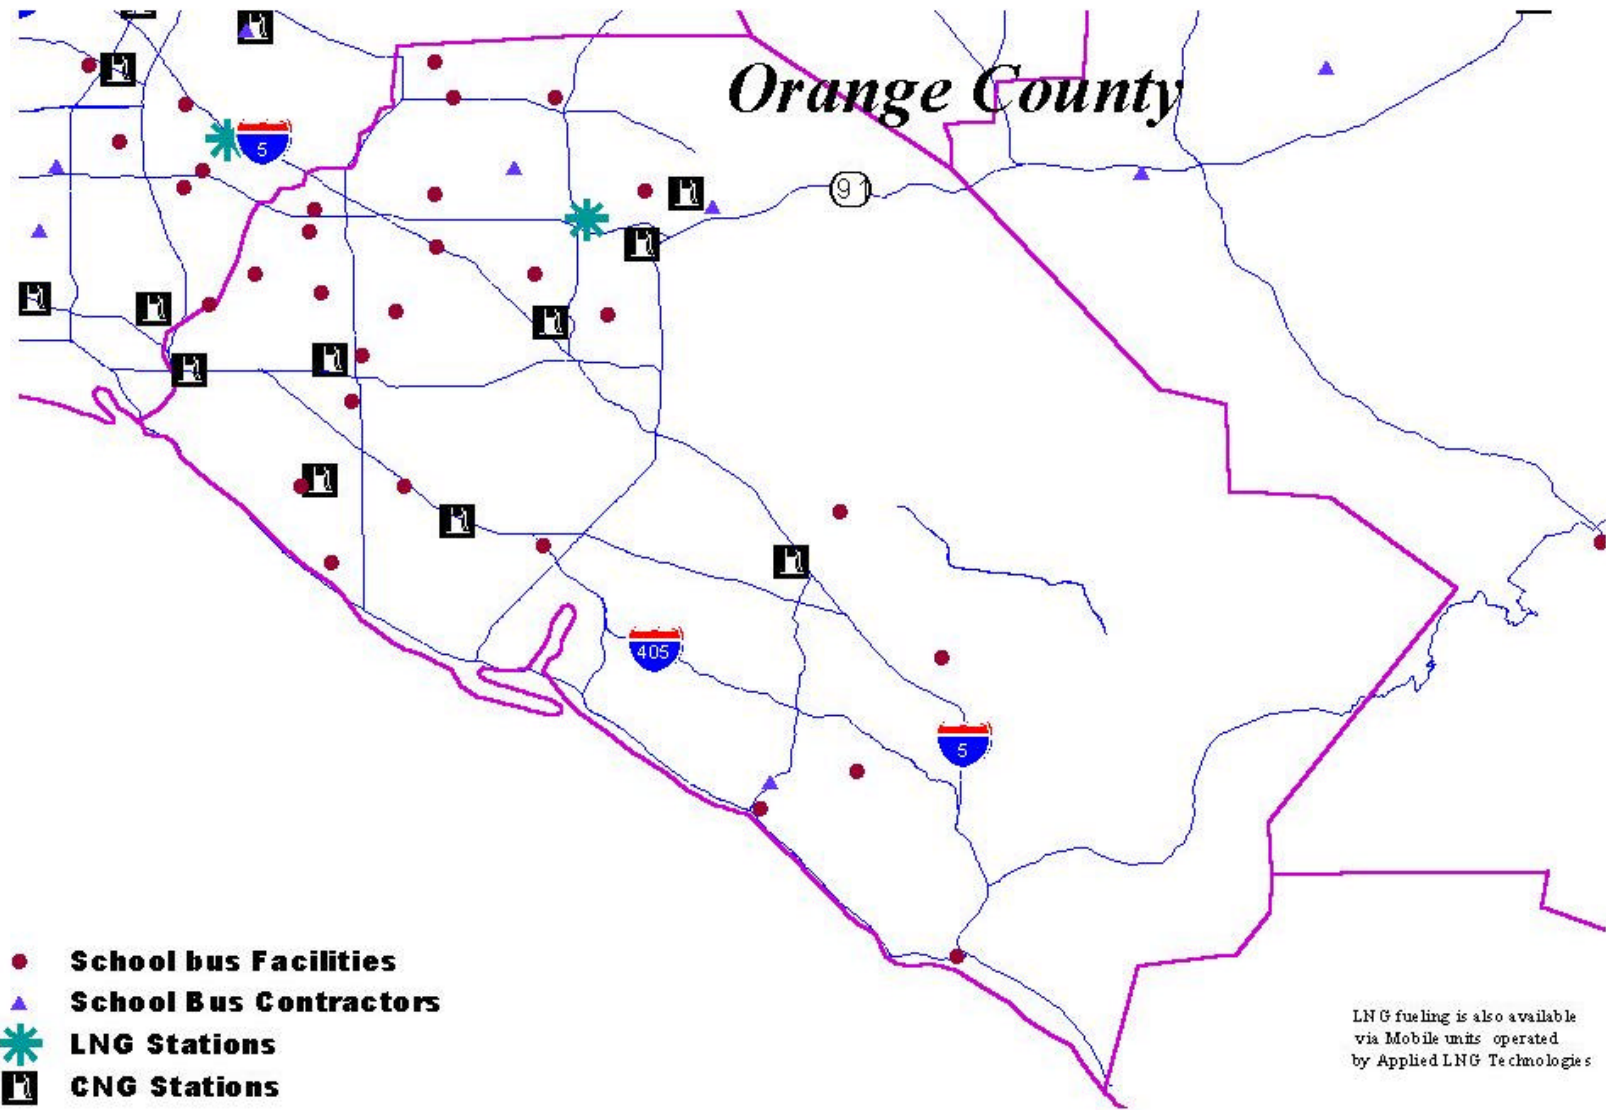 Orange County
5
91
405
5
School bus Facilities
School Bus Contractors
LNG Stations
CNG Stations
LNG fueling is also available
via Mobile units operated
by Applied LNG Technologies